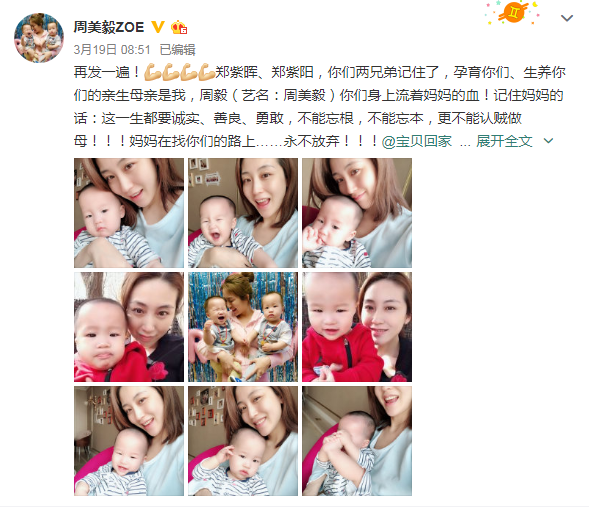 周美毅ZOE
3月19日 08:51 已编辑
再发一遍！💪💪💪💪郑紫晖、郑紫阳，你们两兄弟记住了，孕育你们、生养你
们的亲生母亲是我，周毅（艺名：周美毅）你们身上流着妈妈的血！记住妈妈的
话：这一生都要诚实、善良、勇敢，不能忘根，不能忘本，更不能认贼做
母！！！妈妈在找你们的路上……永不放弃！！！@宝贝回家 ... 展开全文